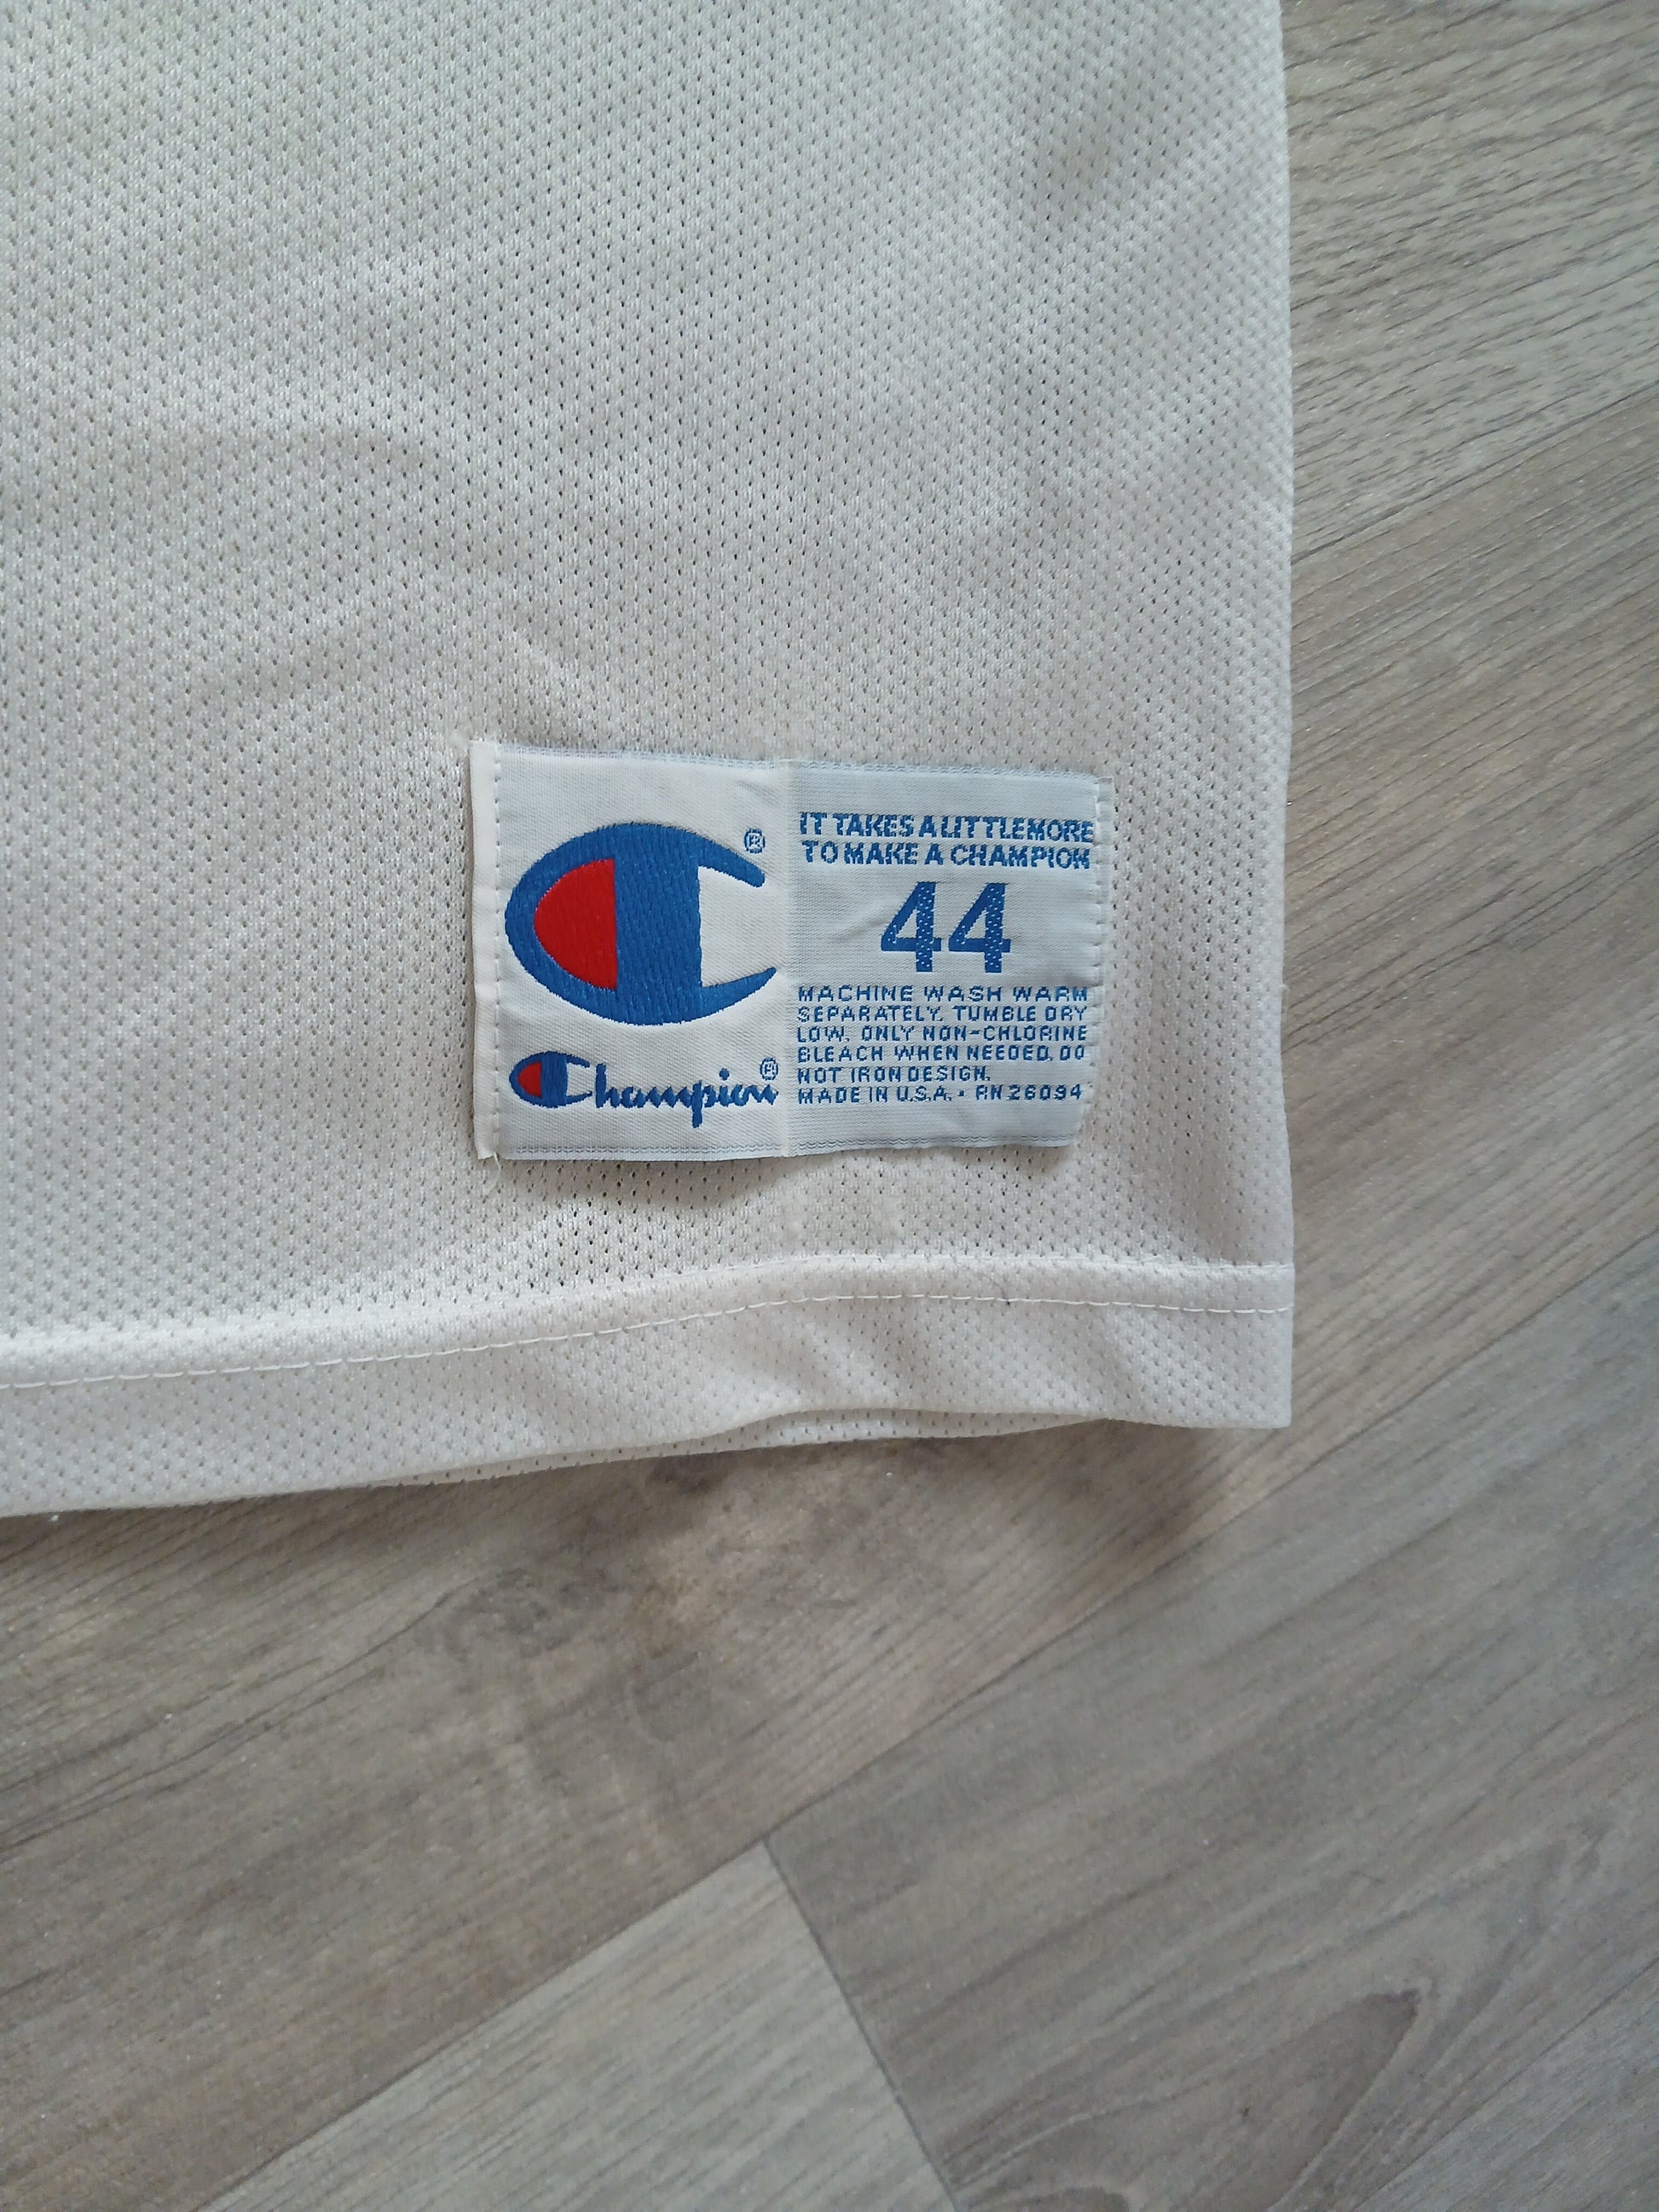 ®
Champion®
IT TAKES A LITTLE MORE
TO MAKE A CHAMPION
44
MACHINE WASH WARM
SEPARATELY. TUMBLE DRY
LOW. ONLY NON-CHLORINE
BLEACH WHEN NEEDED. DO
NOT IRON DESIGN.
MADE IN U.S.A. • RN 26094